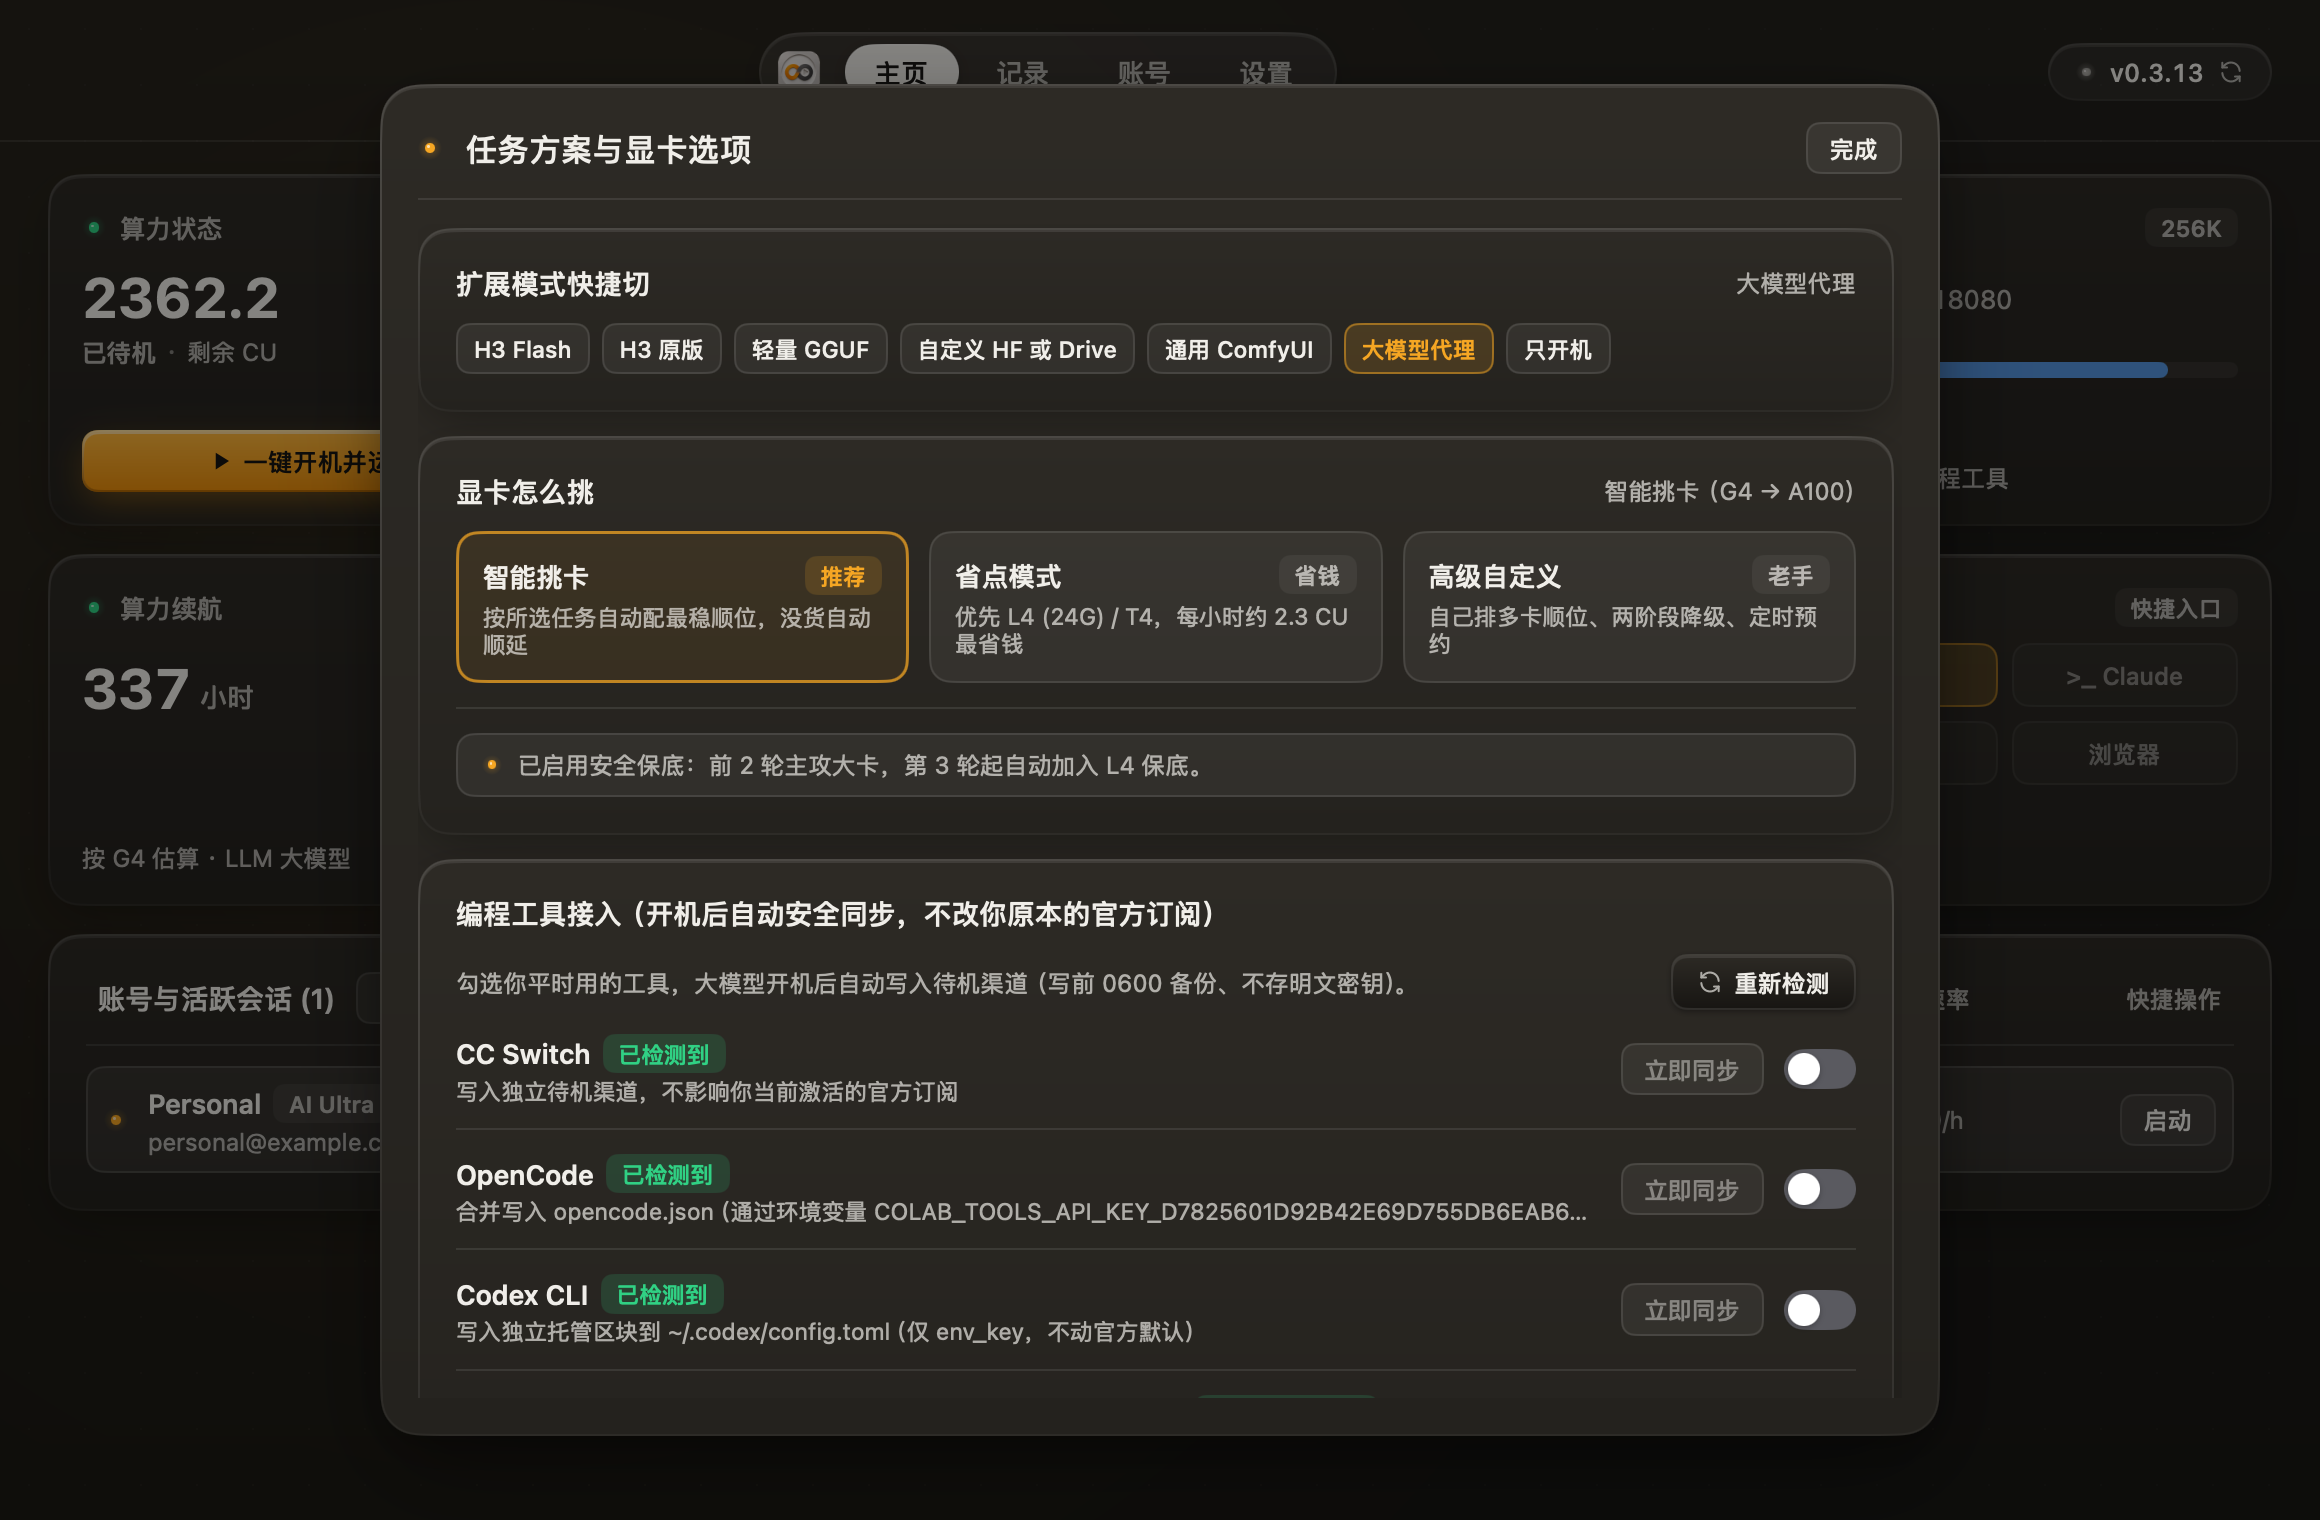 主页
记录
账号
设置
v0.3.13
任务方案与显卡选项
完成
算力状态
2362.2
已待机 · 剩余 CU
一键开机并
256K
18080
程工具
扩展模式快捷切
大模型代理
H3 Flash
H3 原版
轻量 GGUF
自定义 HF 或 Drive
通用 ComfyUI
大模型代理
只开机
显卡怎么挑
智能挑卡（G4 → A100）
智能挑卡
推荐
按所选任务自动配最稳顺位，没货自动
顺延
省点模式
省钱
优先 L4 (24G) / T4，每小时约 2.3 CU
最省钱
高级自定义
老手
自己排多卡顺位、两阶段降级、定时预
约
已启用安全保底：前 2 轮主攻大卡，第 3 轮起自动加入 L4 保底。
算力续航
337 小时
按 G4 估算 · LLM 大模型
快捷入口
>_ Claude
浏览器
编程工具接入（开机后自动安全同步，不改你原本的官方订阅）
勾选你平时用的工具，大模型开机后自动写入待机渠道（写前 0600 备份、不存明文密钥）。
重新检测
CC Switch
已检测到
写入独立待机渠道，不影响你当前激活的官方订阅
立即同步
OpenCode
已检测到
合并写入 opencode.json (通过环境变量 COLAB_TOOLS_API_KEY_D7825601D92B42E69D755DB6EAB6...
立即同步
Codex CLI
已检测到
写入独立托管区块到 ~/.codex/config.toml (仅 env_key，不动官方默认)
立即同步
账号与活跃会话 (1)
率
快捷操作
Personal
AI Ultra
personal@example.c
/h
启动